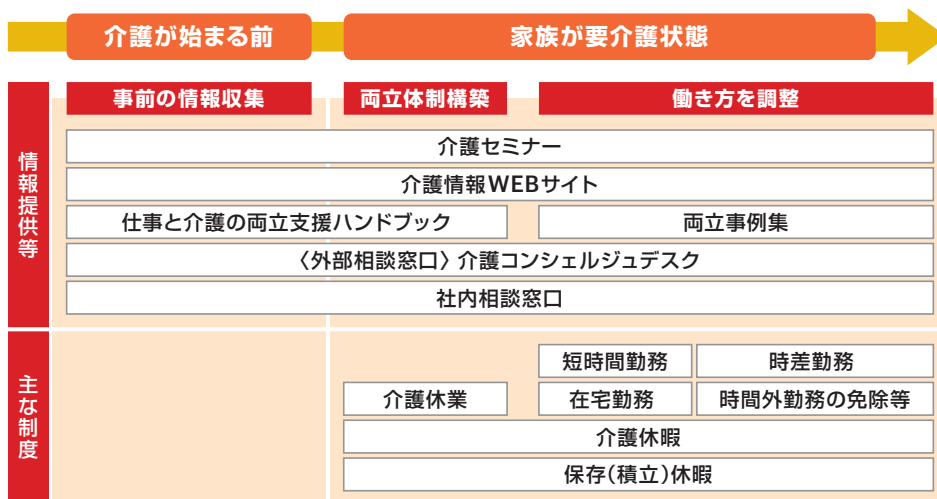 介護が始まる前
家族が要介護状態
事前の情報収集
両立体制構築
働き方を調整
情報提供等
介護セミナー
介護情報WEBサイト
仕事と介護の両立支援ハンドブック
両立事例集
〈外部相談窓口〉介護コンシェルジュデスク
社内相談窓口
主な制度
短時間勤務
時差勤務
介護休業
在宅勤務
時間外勤務の免除等
介護休暇
保存(積立)休暇